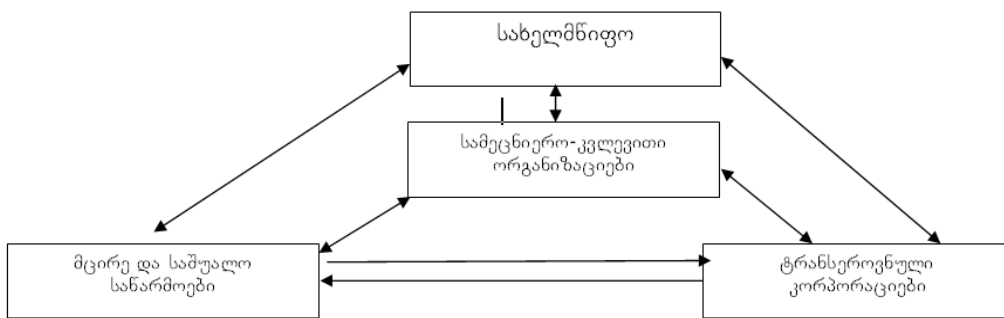 სახელმწიფო
სამეცნიერო-კვლევითი
ორგანიზაციები
მცირე და საშუალო
საწარმოები
ტრანსეროვნული
კორპორაციები